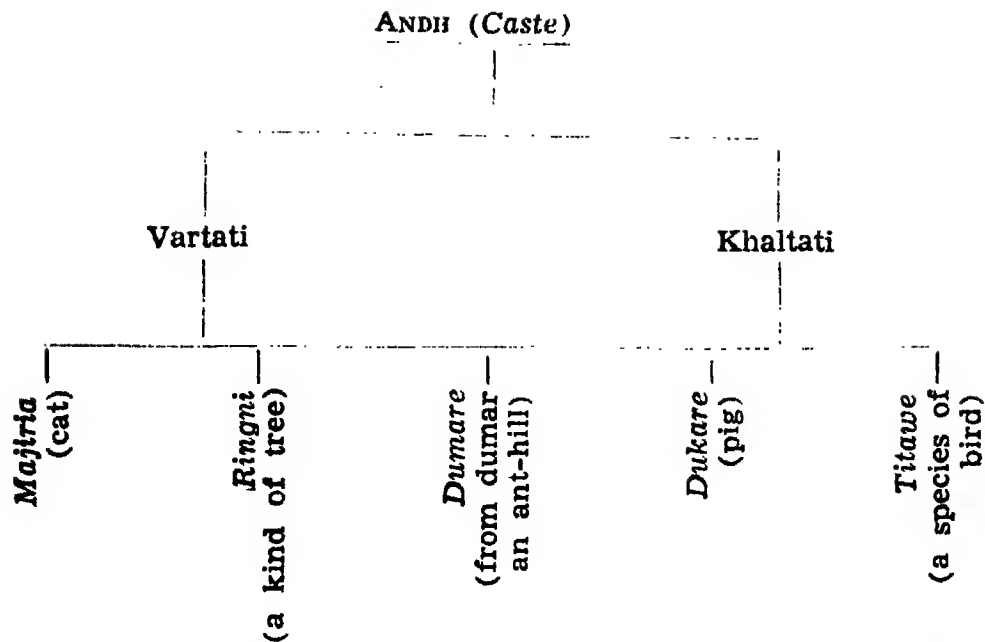 ANDH (Caste)
Vartati
Khaltati
Majiria
(cat)
Ringni
(a kind of tree)
Dumare
(from dumar
an ant-hill)
Dukare
(pig)
Titawe
(a species of
bird)